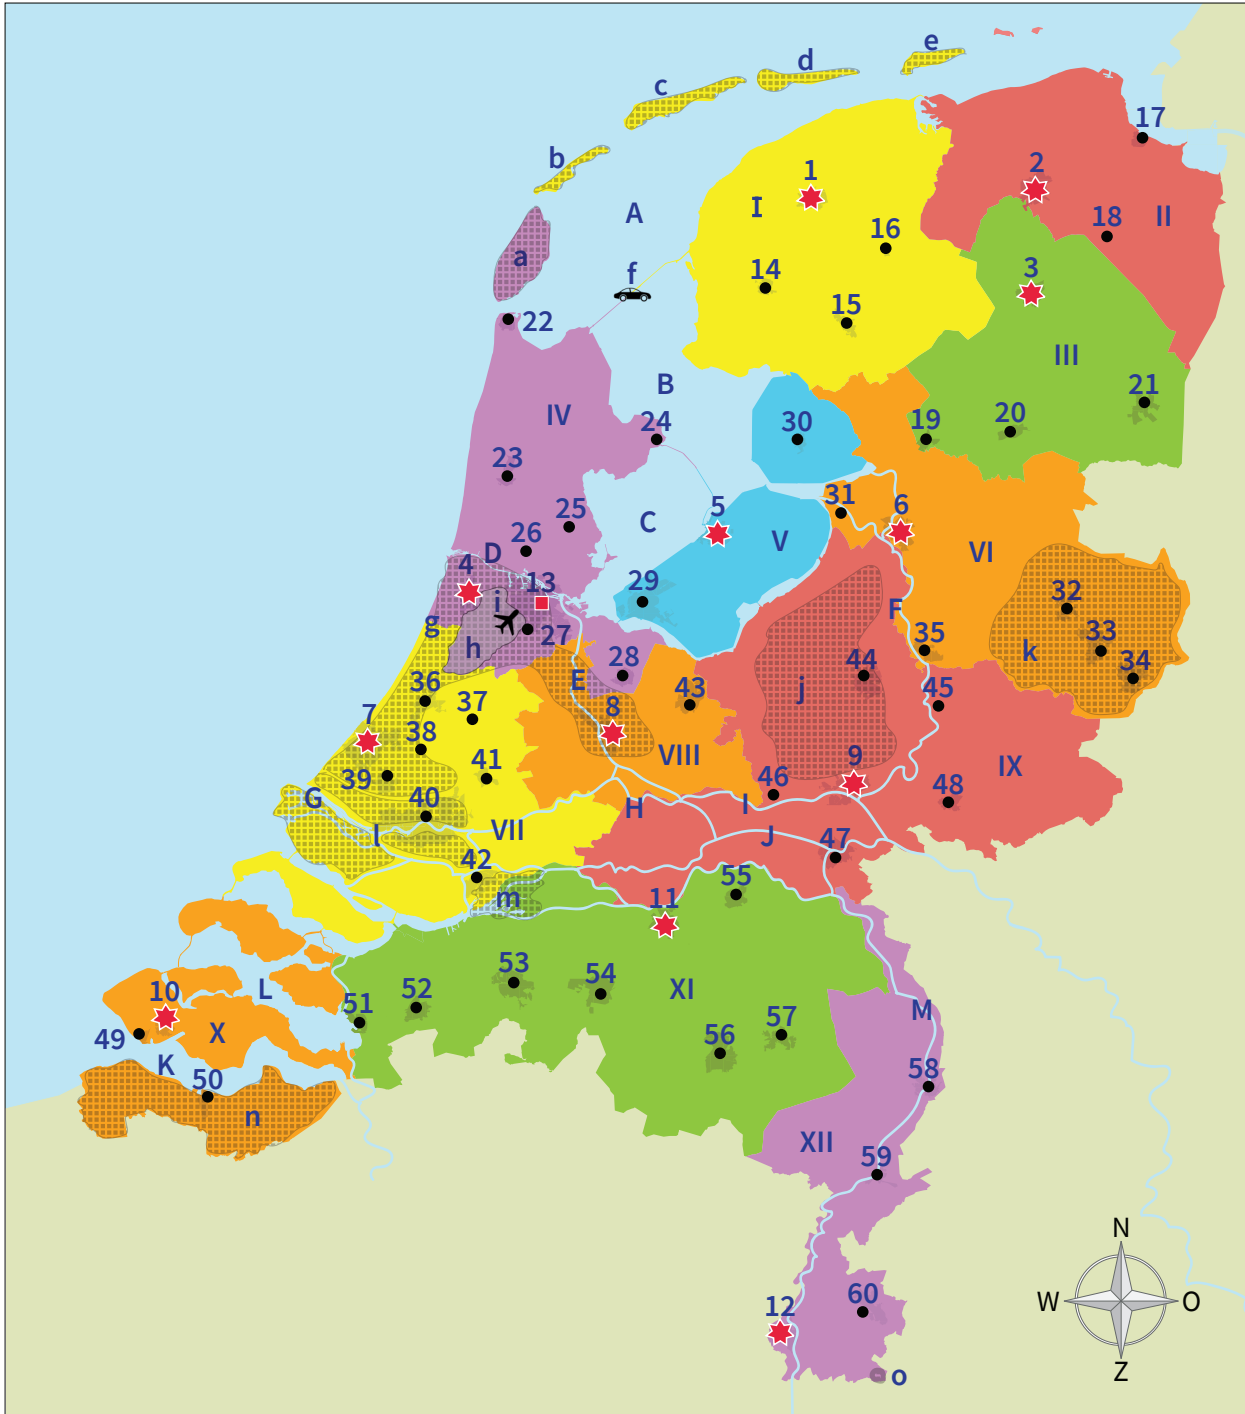 e
d
c
17
b
1
2
A
I
16
18
II
a
f
14
3
22
15
III
B
IV
24
30
19
20
21
23
31
5
6
25
C
V
VI
26
D
4
13
29
32
i
F
g
27
33
h
35
k
34
E
28
44
36
43
j
45
37
8
7
38
VIII
9
IX
39
41
46
G
40
H
I
48
l
VII
J
47
42
m
55
11
53
54
10
L
52
XI
51
M
49
X
57
K
56
50
58
n
XII
59
N
W
O
Z
12
60
o